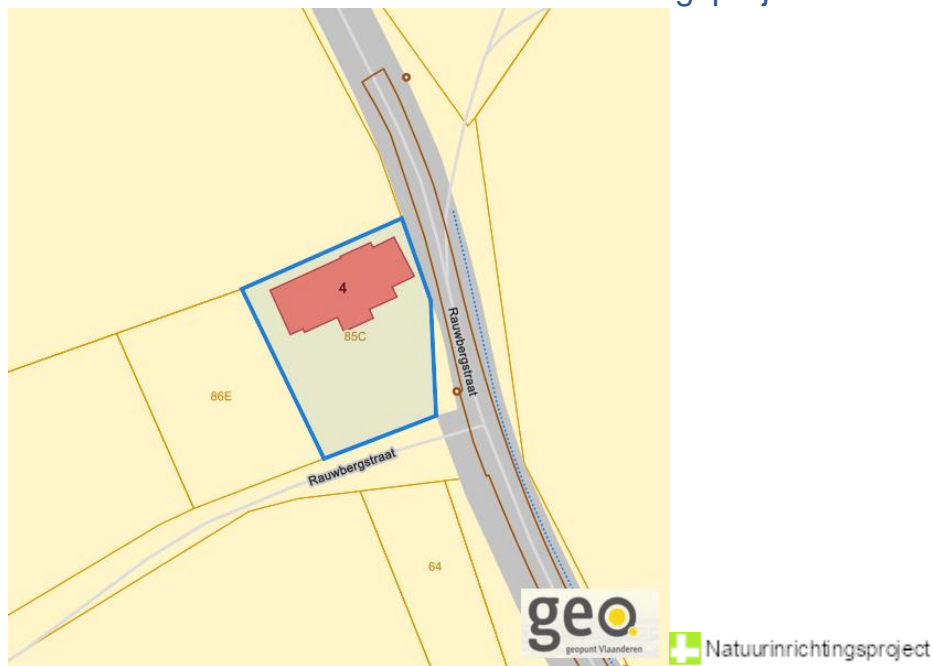 4
85C
86E
Rauwbergstraat
Rauwbergstraat
64
geo.
geopunt Vlaanderen
Natuurinrichtingsproject